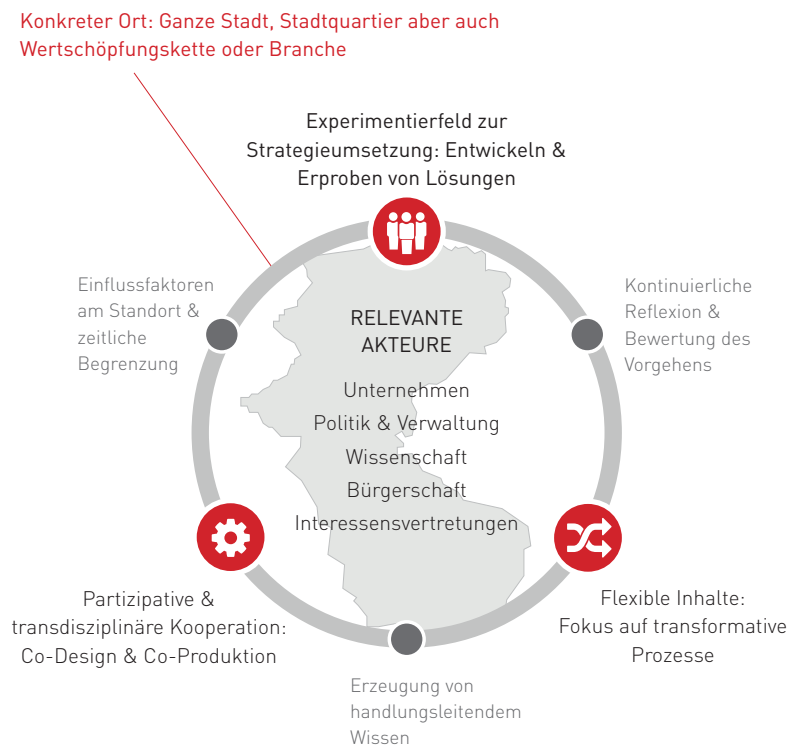 Konkreter Ort: Ganze Stadt, Stadtquartier aber auch
Wertschöpfungskette oder Branche
Experimentierfeld zur
Strategieumsetzung: Entwickeln &
Erproben von Lösungen
Einflussfaktoren
am Standort &
zeitliche
Begrenzung
Kontinuierliche
Reflexion &
Bewertung des
Vorgehens
RELEVANTE
AKTEURE
Unternehmen
Politik & Verwaltung
Wissenschaft
Bürgerschaft
Interessensvertretungen
Partizipative &
transdisziplinäre Kooperation:
Co-Design & Co-Produktion
Flexible Inhalte:
Fokus auf transformative
Prozesse
Erzeugung von
handlungsleitendem
Wissen